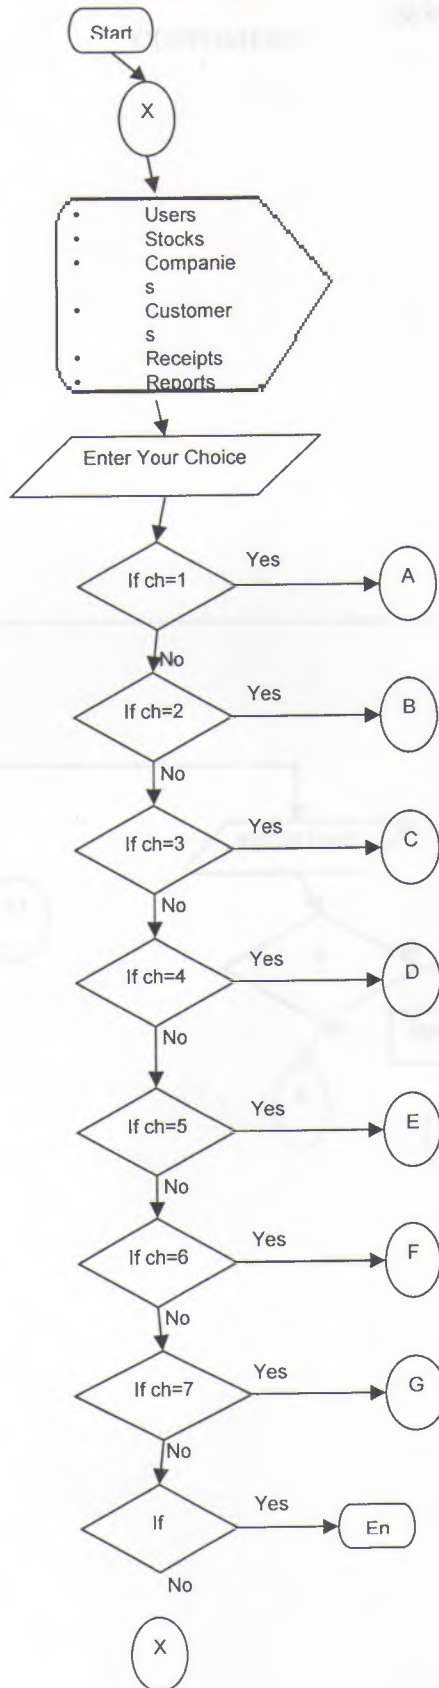 Start
X
• Users
• Stocks
• Companie
s
• Customer
s
• Receipts
• Reports
Enter Your Choice
If ch=1
Yes
A
No
If ch=2
Yes
B
No
If ch=3
Yes
C
No
If ch=4
Yes
D
No
If ch=5
Yes
E
No
If ch=6
Yes
F
No
If ch=7
Yes
G
No
If
Yes
En
No
X